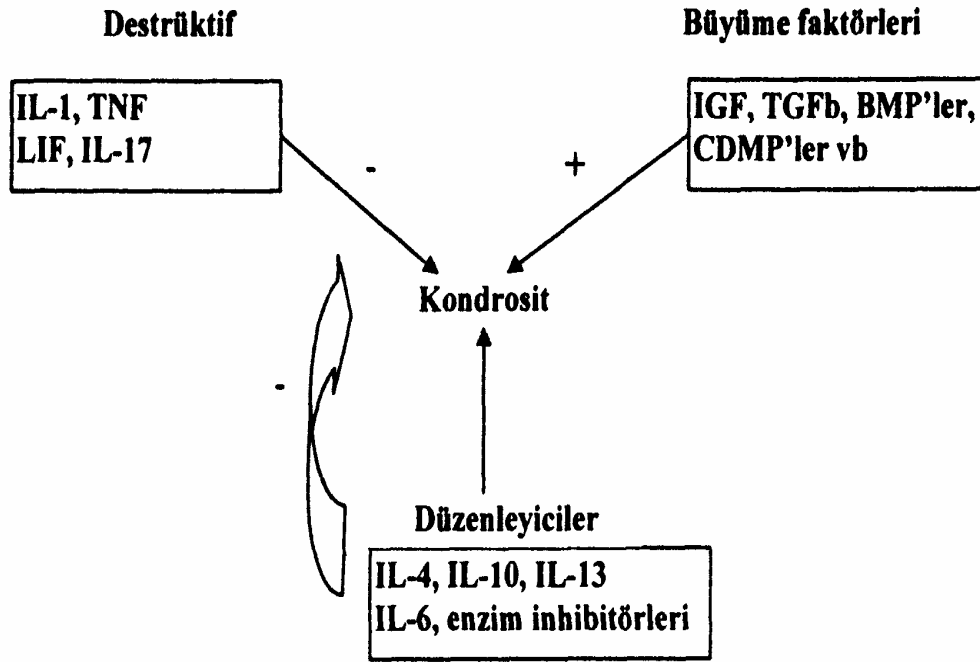 Destrüktif
Büyüme faktörleri
IL-1, TNF
LIF, IL-17
IGF, TGFb, BMP'ler,
CDMP'ler vb
-
+
Kondrosit
-
Düzenleyiciler
IL-4, IL-10, IL-13
IL-6, enzim inhibitörleri